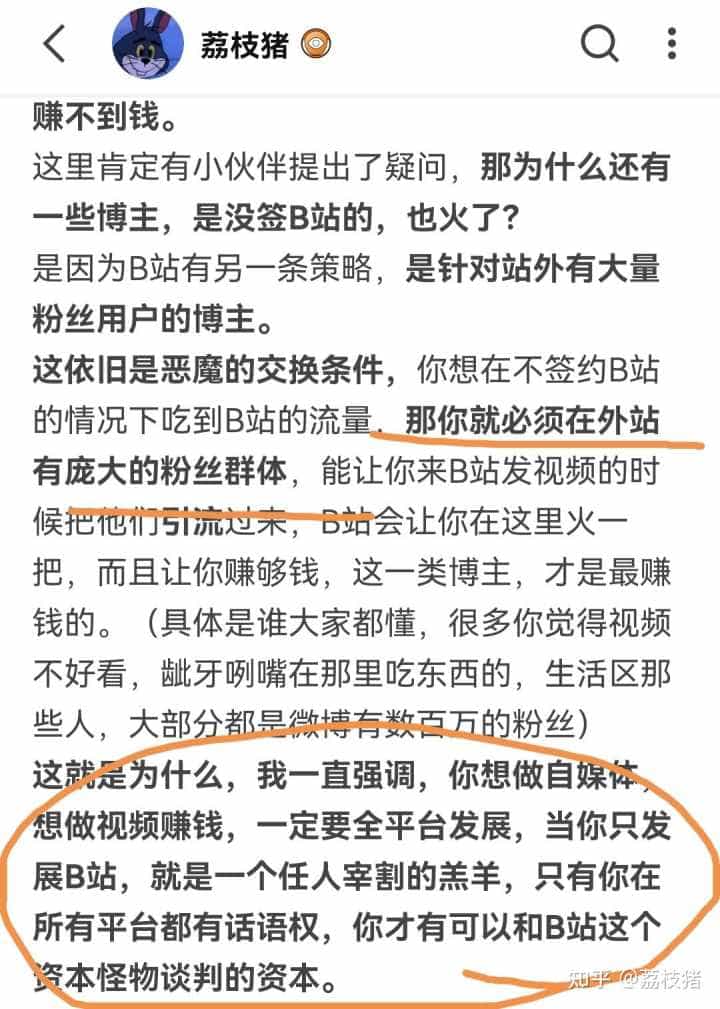 荔枝猪
赚不到钱。
这里肯定有小伙伴提出了疑问，那为什么还有
一些博主，是没签B站的，也火了?
是因为B站有另一条策略，是针对站外有大量
粉丝用户的博主。
这依旧是恶魔的交换条件，你想在不签约B站
的情况下吃到B站的流量，那你就必须在外站
有庞大的粉丝群体，能让你来B站发视频的时
候把他们引流过来，B站会让你在这里火一
把，而且让你赚够钱，这一类博主，才是最赚
钱的。（具体是谁大家都懂，很多你觉得视频
不好看，龇牙咧嘴在那里吃东西的，生活区那
些人，大部分都是微博有数百万的粉丝）
这就是为什么，我一直强调，你想做自媒体，
想做视频赚钱，一定要全平台发展，当你只发
展B站，就是一个任人宰割的羔羊，只有你在
所有平台都有话语权，你才有可以和B站这个
资本怪物谈判的资本。
知乎 @荔枝猪